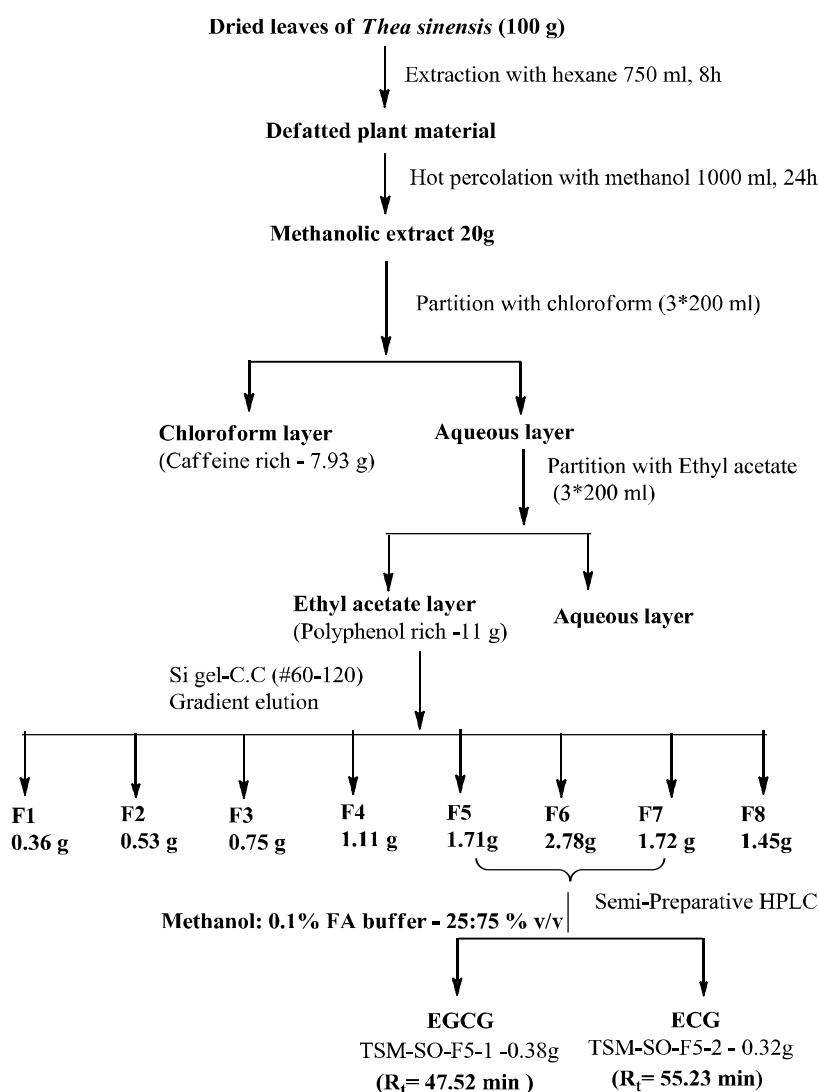 Dried leaves of Thea sinensis (100 g)
Extraction with hexane 750 ml, 8h
Defatted plant material
Hot percolation with methanol 1000 ml, 24h
Methanolic extract 20g
Partition with chloroform (3*200 ml)
Chloroform layer
(Caffeine rich - 7.93 g)
Aqueous layer
Partition with Ethyl acetate
(3*200 ml)
Ethyl acetate layer
(Polyphenol rich -11 g)
Aqueous layer
Si gel-C.C (#60-120)
Gradient elution
F1 F2 F3 F4 F5 F6 F7 F8
0.36 g 0.53 g 0.75 g 1.11 g 1.71g 2.78g 1.72 g 1.45g
Semi-Preparative HPLC
Methanol: 0.1% FA buffer - 25:75 % v/v
EGCG
TSM-SO-F5-1 -0.38g
(Rt= 47.52 min )
ECG
TSM-SO-F5-2 - 0.32g
(Rt= 55.23 min)